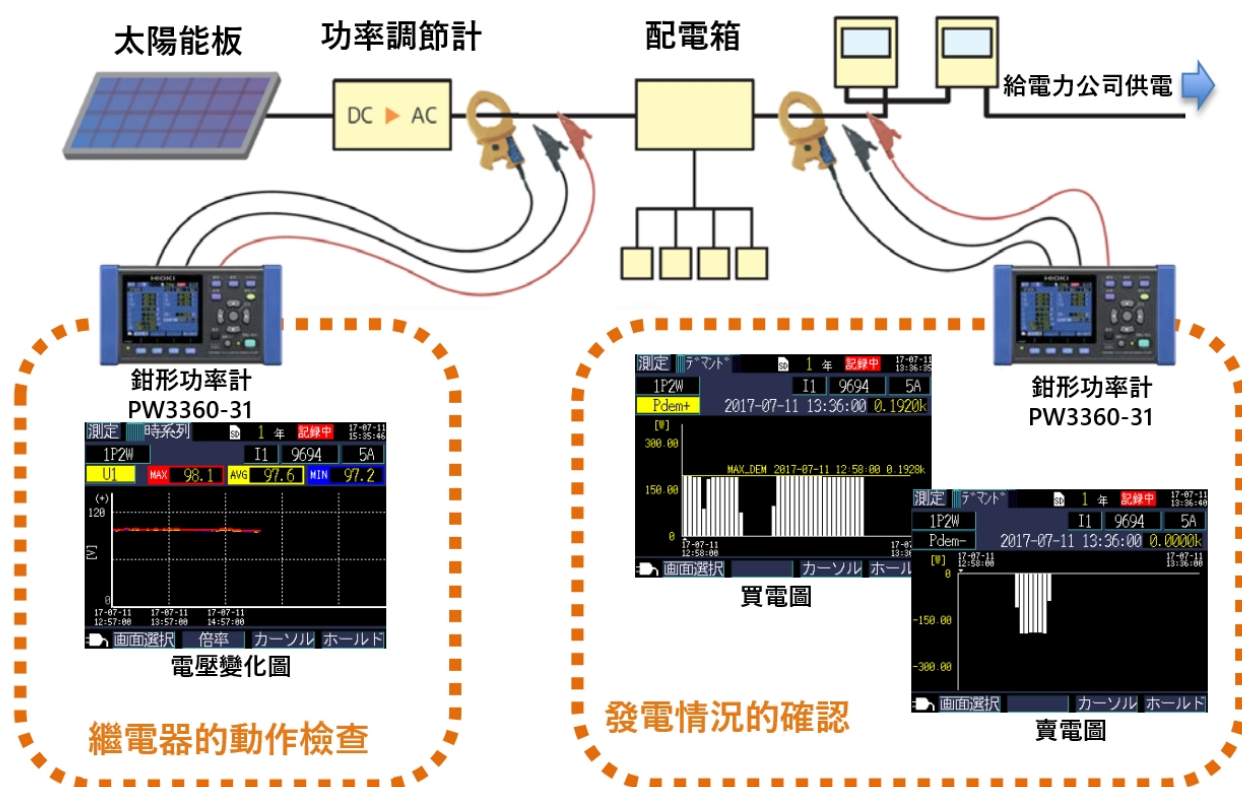 太陽能板
功率調節計
配電箱
DC ▶ AC
給電力公司供電
HIOKI
HIOKI
鉗形功率計
PW3360-31
測定 時系列 SD 1 年 記録中 17-07-11 15:35:46
1P2W I1 9694 5A
U1 MAX 98.1 AVG 97.6 MIN 97.2
(+)
120
[V]
0
17-07-11 17-07-11 17-07-11
12:57:00 13:57:00 14:57:00
画面選択 倍率 カーソル ホールド
電壓變化圖
繼電器的動作檢查
測定 デマンド SD 1 年 記録中 17-07-11 13:36:35
1P2W I1 9694 5A
Pdem+ 2017-07-11 13:36:00 0.1920k
[W]
300.00
MAX_DEM 2017-07-11 12:58:00 0.1928k
150.00
0
17-07-11
12:58:00
画面選択 カーソル ホー
買電圖
鉗形功率計
PW3360-31
測定 デマンド SD 1 年 記録中 17-07-11 13:36:40
1P2W I1 9694 5A
Pdem- 2017-07-11 13:36:00 0.0000k
[W] 17-07-11 12:58:00 17-07-11 13:36:00
0
-150.00
-300.00
画面選択 カーソル ホールド
賣電圖
發電情況的確認